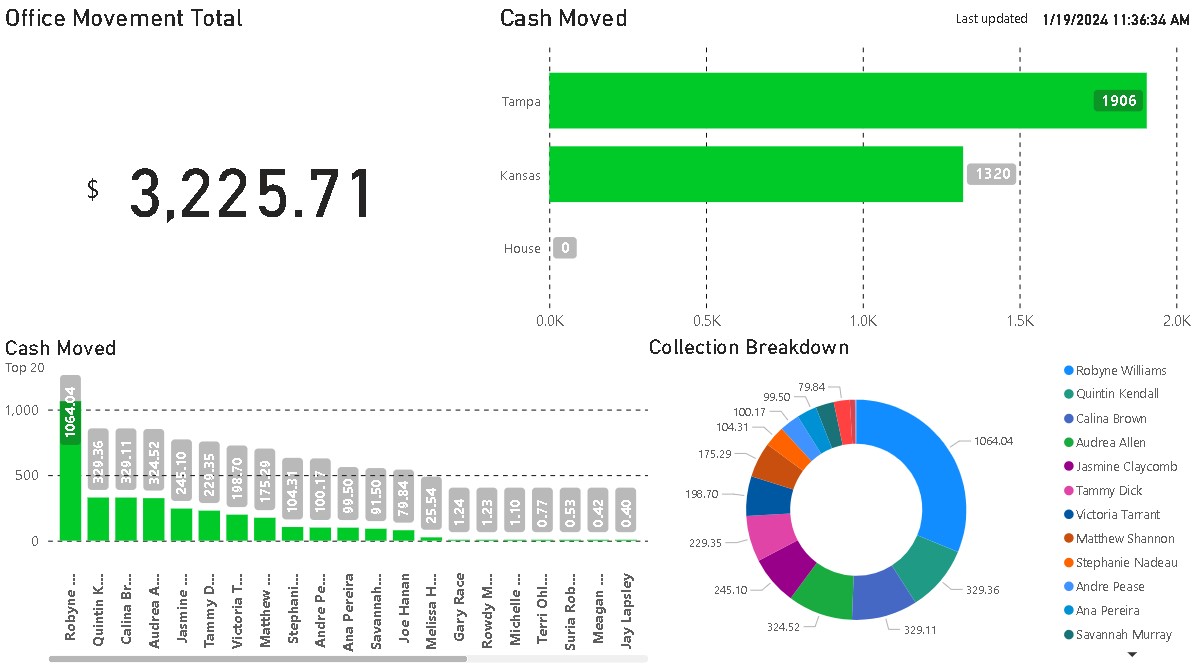 Office Movement Total
$ 3,225.71
Cash Moved
Last updated 1/19/2024 11:36:34 AM
Tampa 1906
Kansas 1320
House 0
0.0K 0.5K 1.0K 1.5K 2.0K
Cash Moved
Top 20
1,000
500
0
1064.04 329.36 329.11 324.52 245.10 229.35 198.70 175.29 104.31 100.17 99.50 91.50 79.84 25.54 1.24 1.23 1.10 0.77 0.53 0.42 0.40
Robyne ...
Quintin K...
Calina Br...
Audrea A...
Jasmine ...
Tammy D...
Victoria T...
Matthew ...
Stephani...
Andre Pe...
Ana Pereira
Savannah...
Joe Hanan
Melissa H...
Gary Race
Rowdy M...
Michelle ...
Terri Ohl...
Suria Rob...
Meagan ...
Jay Lapsley
Collection Breakdown
1064.04
329.36
329.11
324.52
245.10
229.35
198.70
175.29
104.31
100.17
99.50
79.84
Robyne Williams
Quintin Kendall
Calina Brown
Audrea Allen
Jasmine Claycomb
Tammy Dick
Victoria Tarrant
Matthew Shannon
Stephanie Nadeau
Andre Pease
Ana Pereira
Savannah Murray